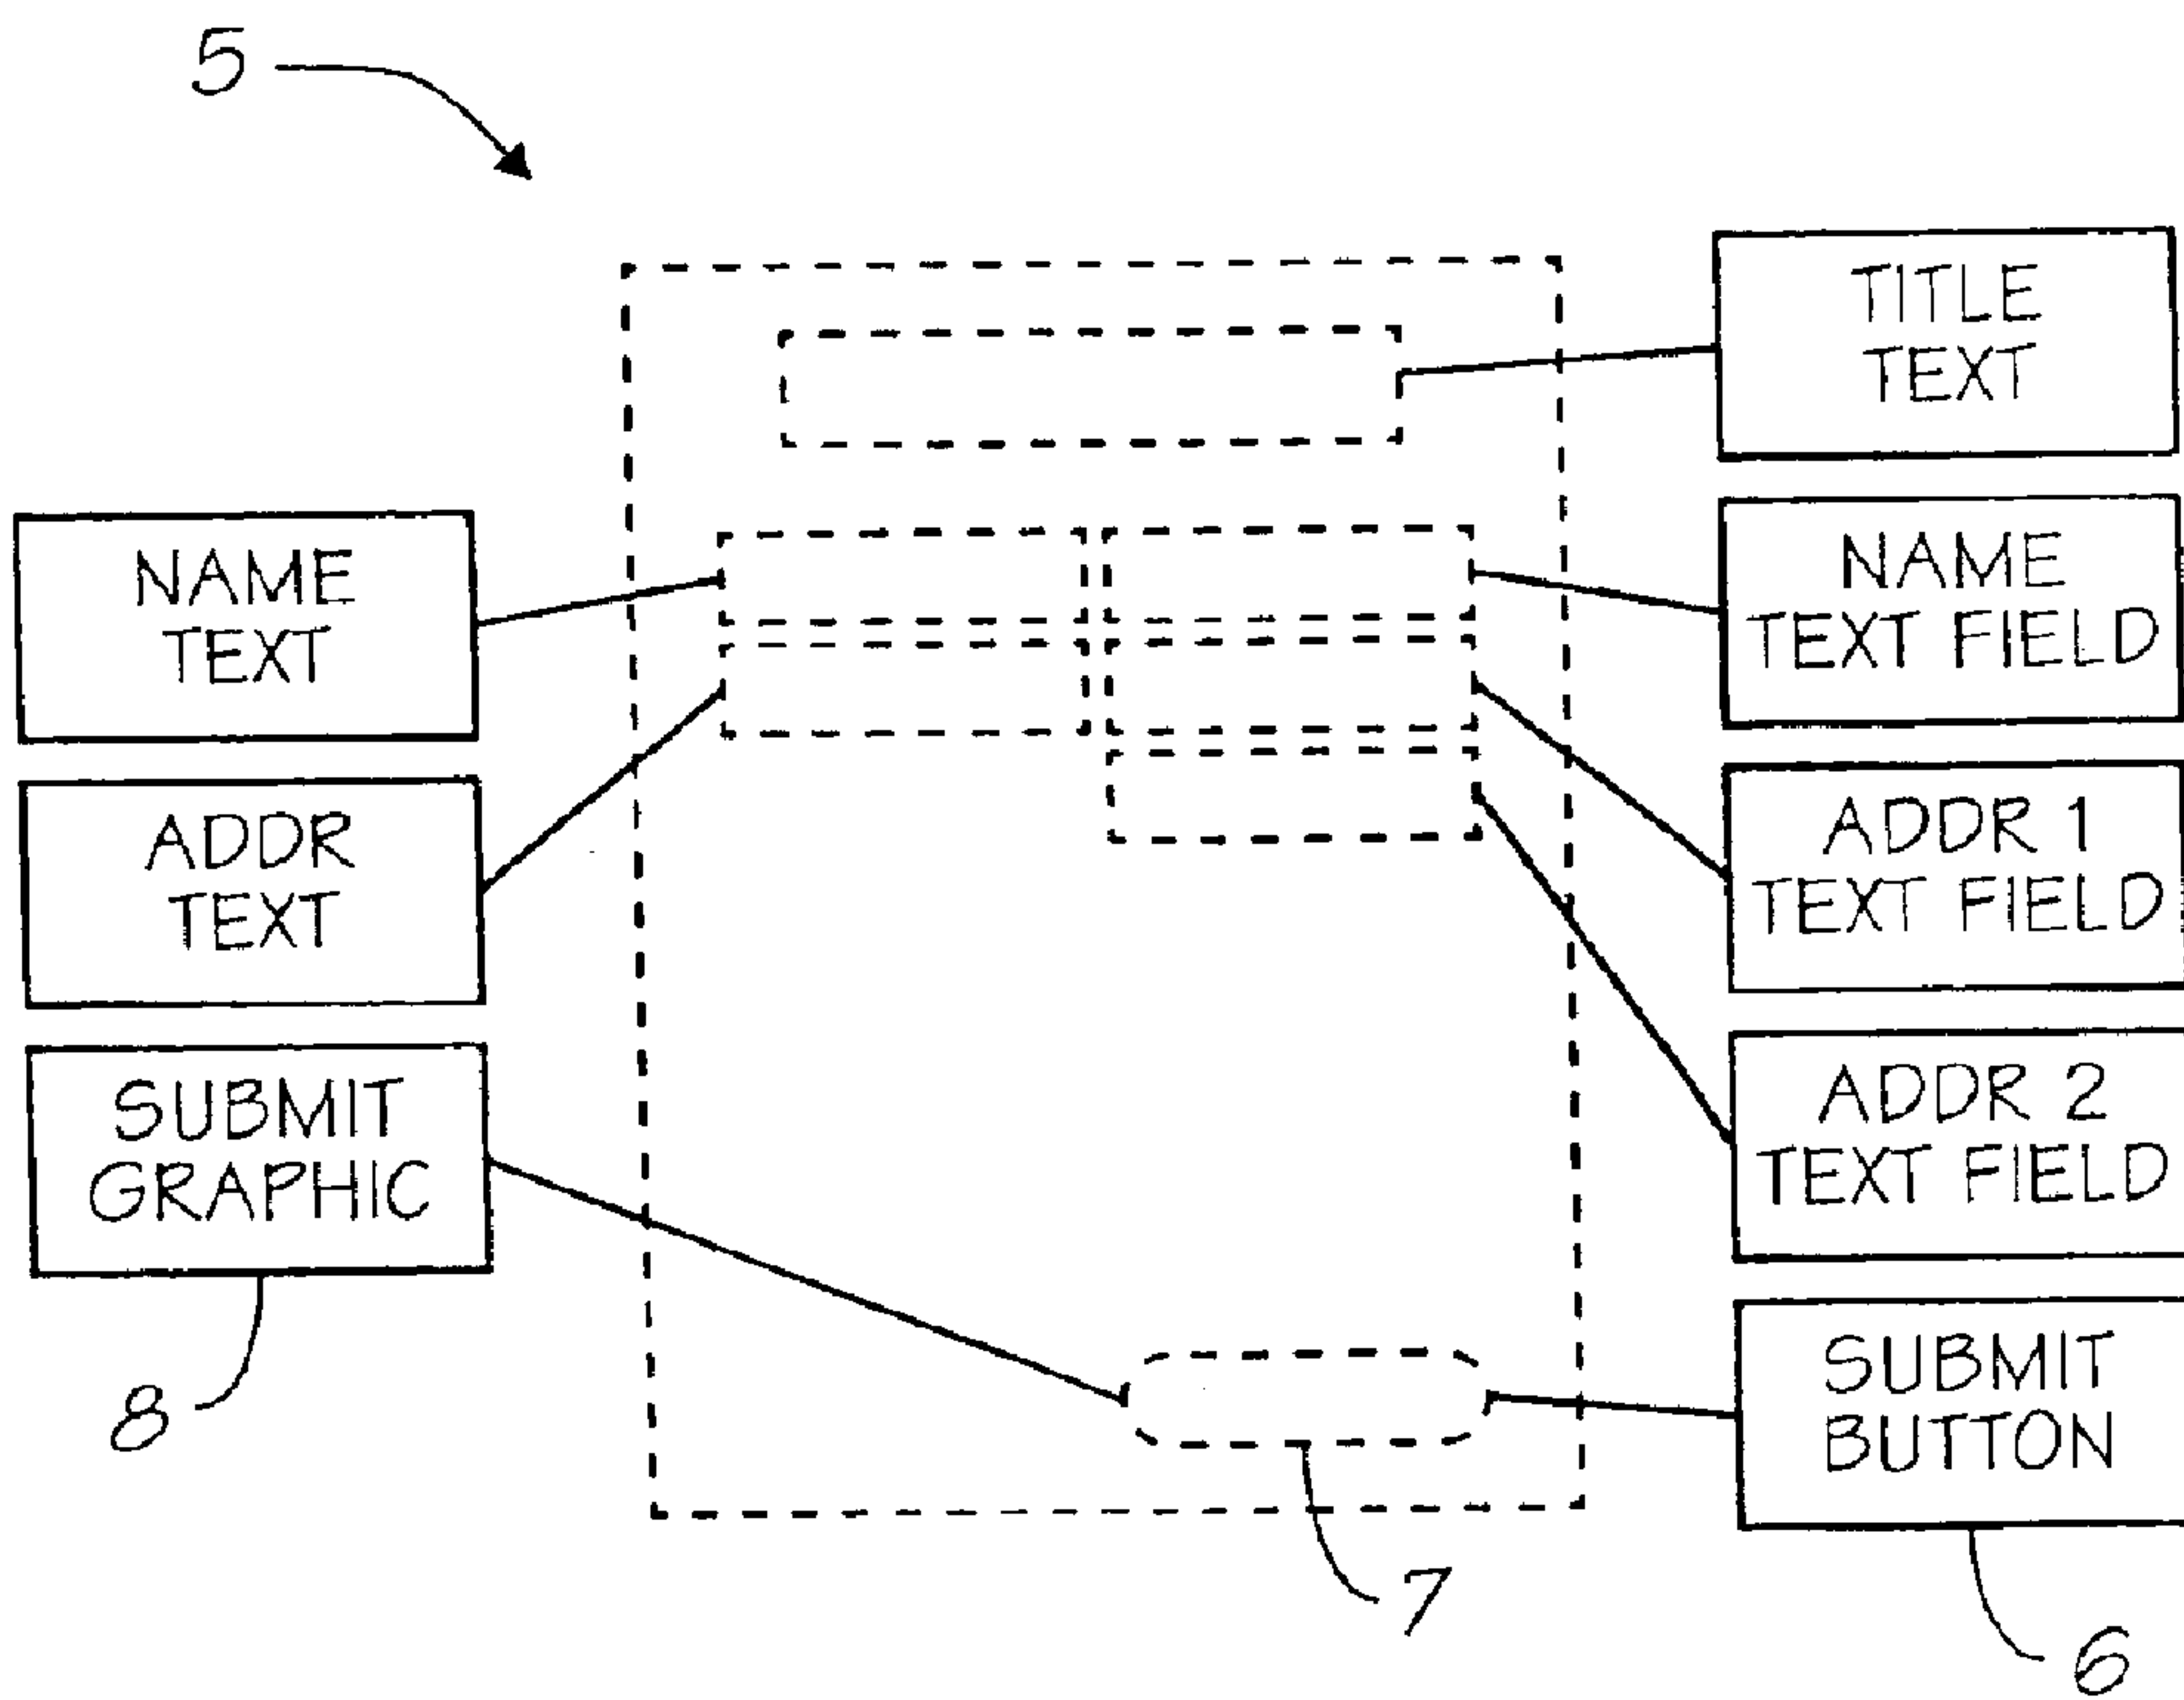 5
TITLE
TEXT
NAME
TEXT
NAME
TEXT FIELD
ADDR
TEXT
ADDR 1
TEXT FIELD
SUBMIT
GRAPHIC
ADDR 2
TEXT FIELD
SUBMIT
BUTTON
8
7
6